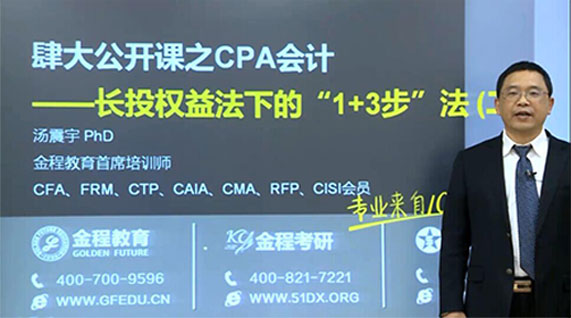 肆大公开课之CPA会计
——长投权益法下的“1+3步”法
汤震宇 PhD
金程教育首席培训师
CFA、FRM、CTP、CAIA、CMA、RFP、CISI会员
专业来自10
金程教育 金程考研
GOLDEN FUTURE
400-700-9596 400-821-7221
WWW.GFEDU.CN WWW.51DX.ORG